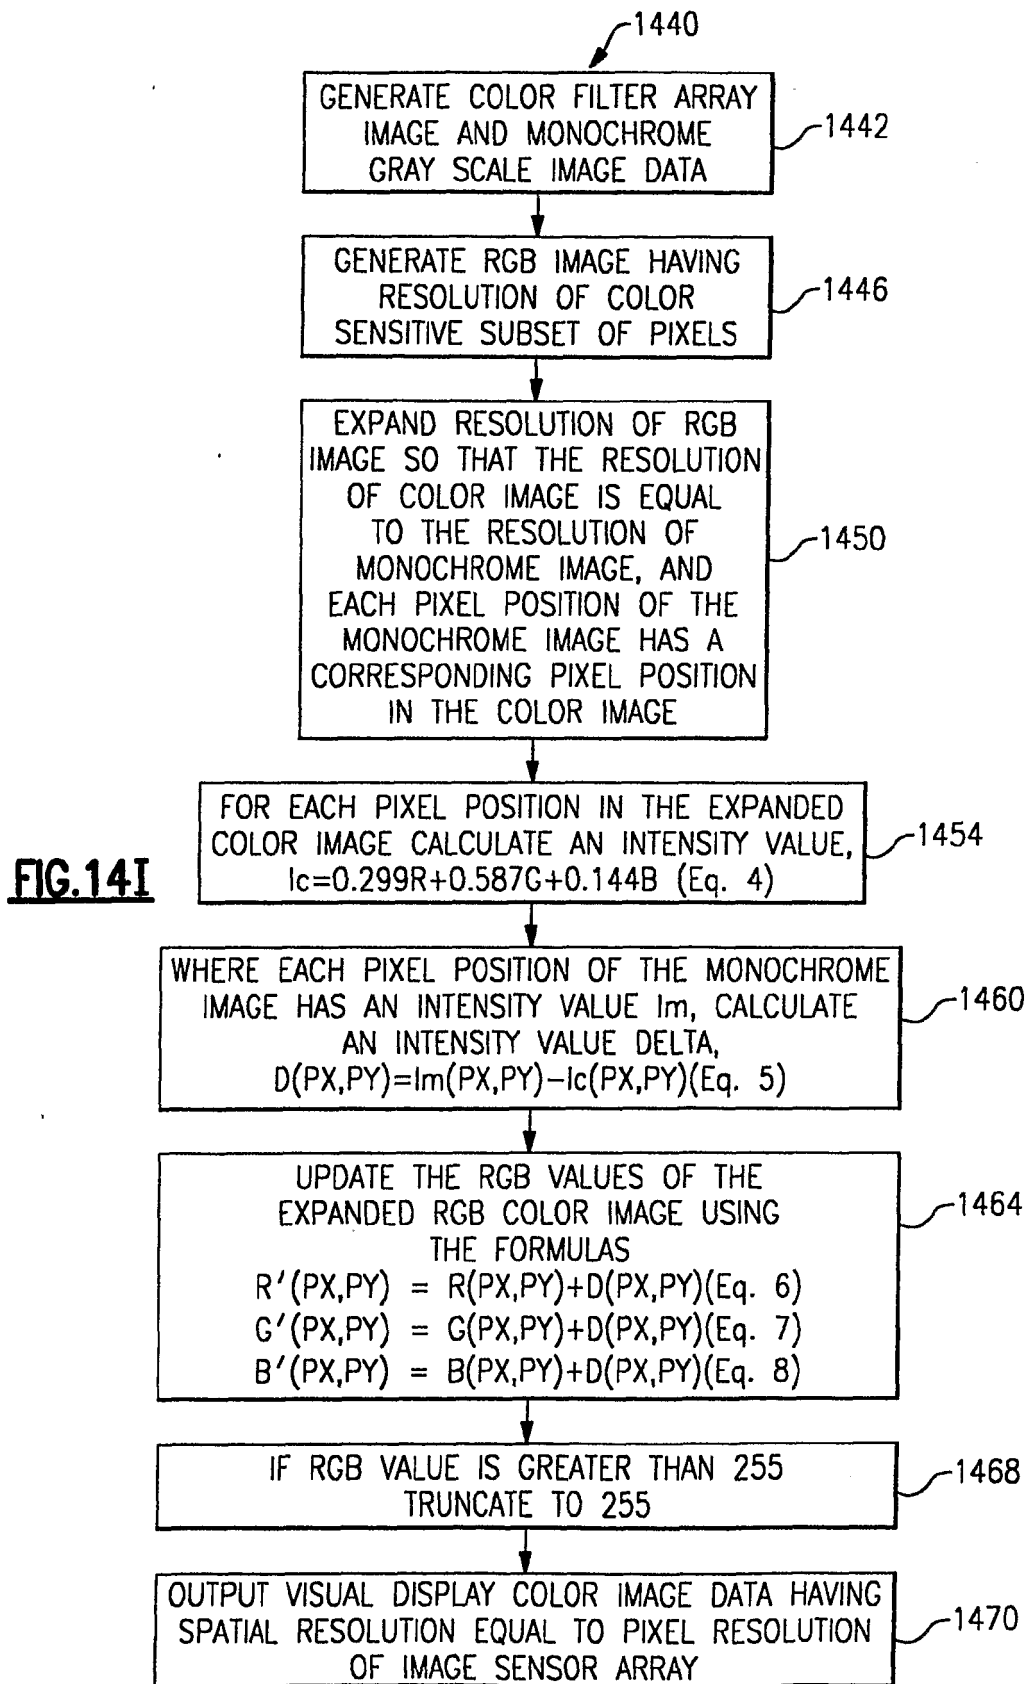 1440
GENERATE COLOR FILTER ARRAY
IMAGE AND MONOCHROME
GRAY SCALE IMAGE DATA
1442
GENERATE RGB IMAGE HAVING
RESOLUTION OF COLOR
SENSITIVE SUBSET OF PIXELS
1446
EXPAND RESOLUTION OF RGB
IMAGE SO THAT THE RESOLUTION
OF COLOR IMAGE IS EQUAL
TO THE RESOLUTION OF
MONOCHROME IMAGE, AND
EACH PIXEL POSITION OF THE
MONOCHROME IMAGE HAS A
CORRESPONDING PIXEL POSITION
IN THE COLOR IMAGE
1450
FOR EACH PIXEL POSITION IN THE EXPANDED
COLOR IMAGE CALCULATE AN INTENSITY VALUE,
Ic=0.299R+0.587G+0.144B (Eq. 4)
1454
FIG.14I
WHERE EACH PIXEL POSITION OF THE MONOCHROME
IMAGE HAS AN INTENSITY VALUE Im, CALCULATE
AN INTENSITY VALUE DELTA,
D(PX,PY)=Im(PX,PY)-Ic(PX,PY)(Eq. 5)
1460
UPDATE THE RGB VALUES OF THE
EXPANDED RGB COLOR IMAGE USING
THE FORMULAS
R'(PX,PY) = R(PX,PY)+D(PX,PY)(Eq. 6)
G'(PX,PY) = G(PX,PY)+D(PX,PY)(Eq. 7)
B'(PX,PY) = B(PX,PY)+D(PX,PY)(Eq. 8)
1464
IF RGB VALUE IS GREATER THAN 255
TRUNCATE TO 255
1468
OUTPUT VISUAL DISPLAY COLOR IMAGE DATA HAVING
SPATIAL RESOLUTION EQUAL TO PIXEL RESOLUTION
OF IMAGE SENSOR ARRAY
1470